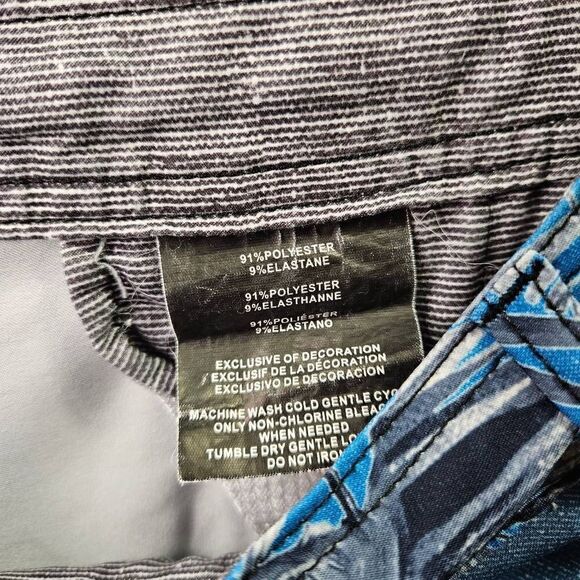 91%POLYESTER
9%ELASTANE
91%POLYESTER
9%ELASTHANNE
91%POLIÉSTER
9%ELASTANO
EXCLUSIVE OF DECORATION
EXCLUSIF DE LA DÉCORATION
EXCLUSIVO DE DECORATION
MACHINE WASH COLD GENTLE CYC
ONLY NON-CHLORINE BLEAC
WHEN NEEDED
TUMBLE DRY GENTLE LO
DO NOT IRON